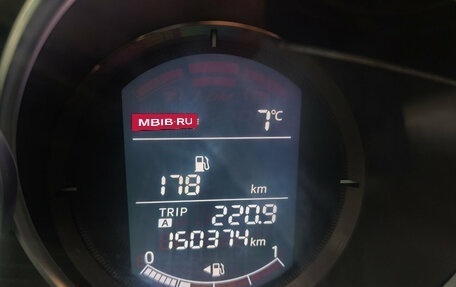 MBIB·RU 7°C
178 km
TRIP A 220.9
150374 km
0 1